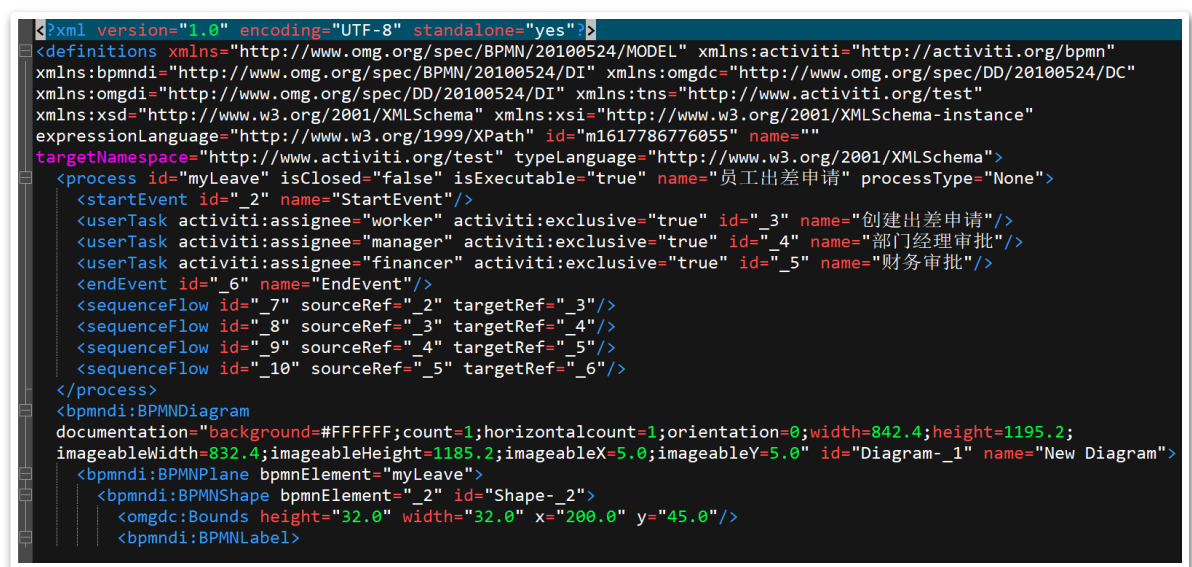 <?xml version="1.0" encoding="UTF-8" standalone="yes"?>
<definitions xmlns="http://www.omg.org/spec/BPMN/20100524/MODEL" xmlns:activiti="http://activiti.org/bpmn"
xmlns:bpmndi="http://www.omg.org/spec/BPMN/20100524/DI" xmlns:omgdc="http://www.omg.org/spec/DD/20100524/DC"
xmlns:omgdi="http://www.omg.org/spec/DD/20100524/DI" xmlns:tns="http://www.activiti.org/test"
xmlns:xsd="http://www.w3.org/2001/XMLSchema" xmlns:xsi="http://www.w3.org/2001/XMLSchema-instance"
expressionLanguage="http://www.w3.org/1999/XPath" id="m1617786776055" name=""
targetNamespace="http://www.activiti.org/test" typeLanguage="http://www.w3.org/2001/XMLSchema">
<process id="myLeave" isClosed="false" isExecutable="true" name="员工出差申请" processType="None">
<startEvent id="_2" name="StartEvent"/>
<userTask activiti:assignee="worker" activiti:exclusive="true" id="_3" name="创建出差申请"/>
<userTask activiti:assignee="manager" activiti:exclusive="true" id="_4" name="部门经理审批"/>
<userTask activiti:assignee="financer" activiti:exclusive="true" id="_5" name="财务审批"/>
<endEvent id="_6" name="EndEvent"/>
<sequenceFlow id="_7" sourceRef="_2" targetRef="_3"/>
<sequenceFlow id="_8" sourceRef="_3" targetRef="_4"/>
<sequenceFlow id="_9" sourceRef="_4" targetRef="_5"/>
<sequenceFlow id="_10" sourceRef="_5" targetRef="_6"/>
</process>
<bpmndi:BPMNDiagram
documentation="background=#FFFFFF;count=1;horizontalcount=1;orientation=0;width=842.4;height=1195.2;
imageableWidth=832.4;imageableHeight=1185.2;imageableX=5.0;imageableY=5.0" id="Diagram-_1" name="New Diagram">
<bpmndi:BPMNPlane bpmnElement="myLeave">
<bpmndi:BPMNShape bpmnElement="_2" id="Shape-_2">
<omgdc:Bounds height="32.0" width="32.0" x="200.0" y="45.0"/>
<bpmndi:BPMNLabel>